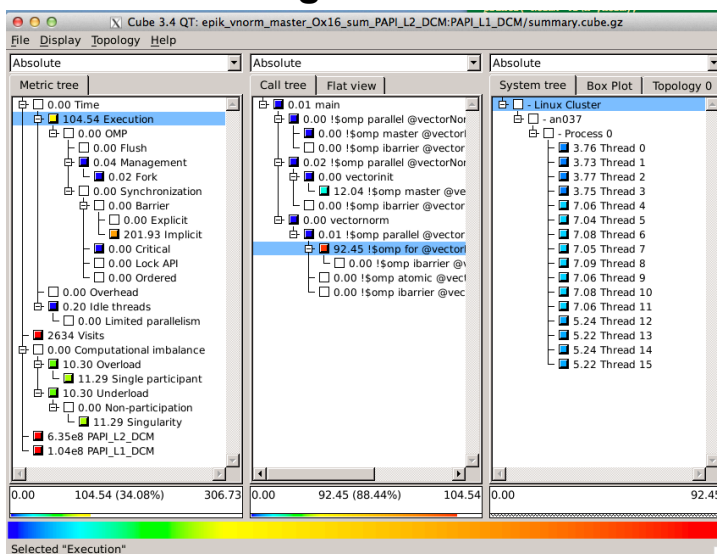 Cube 3.4 QT: epik_vnorm_master_Ox16_sum_PAPI_L2_DCM:PAPI_L1_DCM/summary.cube.gz
File Display Topology Help
Absolute
Absolute
Absolute
Metric tree
Call tree
Flat view
System tree
Box Plot
Topology 0
0.00 Time
104.54 Execution
0.00 OMP
0.00 Flush
0.04 Management
0.02 Fork
0.00 Synchronization
0.00 Barrier
0.00 Explicit
201.93 Implicit
0.00 Critical
0.00 Lock API
0.00 Ordered
0.00 Overhead
0.20 Idle threads
0.00 Limited parallelism
2634 Visits
0.00 Computational imbalance
10.30 Overload
11.29 Single participant
10.30 Underload
0.00 Non-participation
11.29 Singularity
6.35e8 PAPI_L2_DCM
1.04e8 PAPI_L1_DCM
0.01 main
0.00 !$omp parallel @vectorNor
0.00 !$omp master @vectorI
0.00 !$omp ibarrier @vector
0.02 !$omp parallel @vectorNor
0.00 vectorinit
12.04 !$omp master @ve
0.00 !$omp ibarrier @vector
0.00 vectornorm
0.01 !$omp parallel @vector
92.45 !$omp for @vectorI
0.00 !$omp ibarrier @v
0.00 !$omp atomic @vect
0.00 !$omp ibarrier @vec
- Linux Cluster
- an037
- Process 0
3.76 Thread 0
3.73 Thread 1
3.77 Thread 2
3.75 Thread 3
7.06 Thread 4
7.04 Thread 5
7.08 Thread 6
7.05 Thread 7
7.09 Thread 8
7.06 Thread 9
7.08 Thread 10
7.06 Thread 11
5.24 Thread 12
5.22 Thread 13
5.24 Thread 14
5.22 Thread 15
0.00 104.54 (34.08%) 306.73
0.00 92.45 (88.44%) 104.54
0.00 92.45
Selected "Execution"